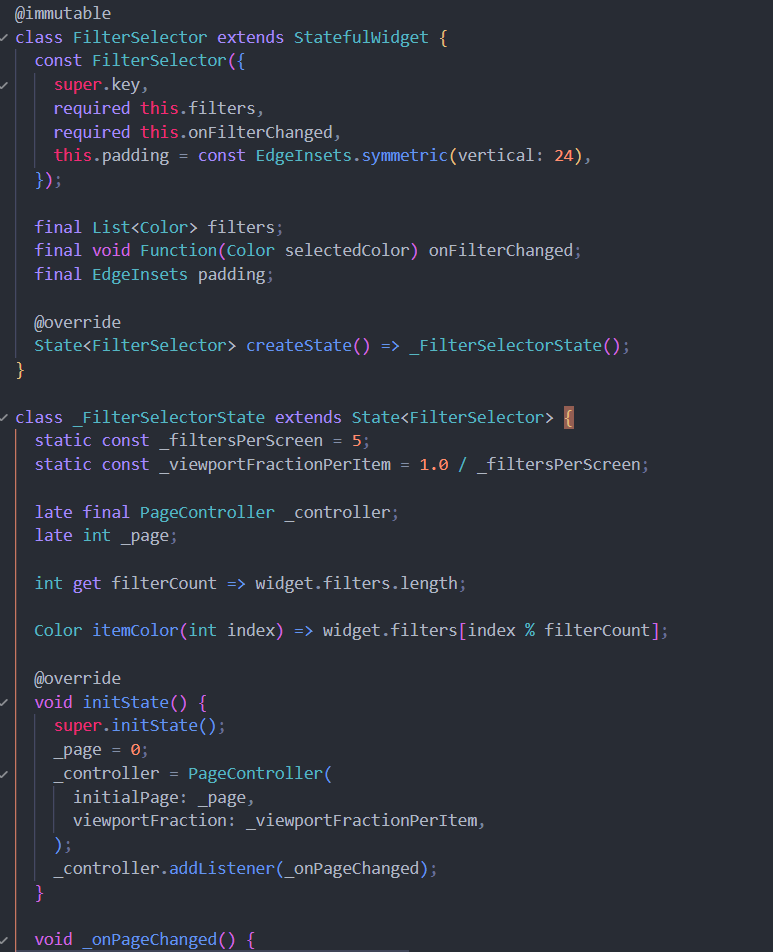 @immutable
class FilterSelector extends StatefulWidget {
  const FilterSelector({
    super.key,
    required this.filters,
    required this.onFilterChanged,
    this.padding = const EdgeInsets.symmetric(vertical: 24),
  });

  final List<Color> filters;
  final void Function(Color selectedColor) onFilterChanged;
  final EdgeInsets padding;

  @override
  State<FilterSelector> createState() => _FilterSelectorState();
}

class _FilterSelectorState extends State<FilterSelector> {
  static const _filtersPerScreen = 5;
  static const _viewportFractionPerItem = 1.0 / _filtersPerScreen;

  late final PageController _controller;
  late int _page;

  int get filterCount => widget.filters.length;

  Color itemColor(int index) => widget.filters[index % filterCount];

  @override
  void initState() {
    super.initState();
    _page = 0;
    _controller = PageController(
      initialPage: _page,
      viewportFraction: _viewportFractionPerItem,
    );
    _controller.addListener(_onPageChanged);
  }

  void _onPageChanged() {